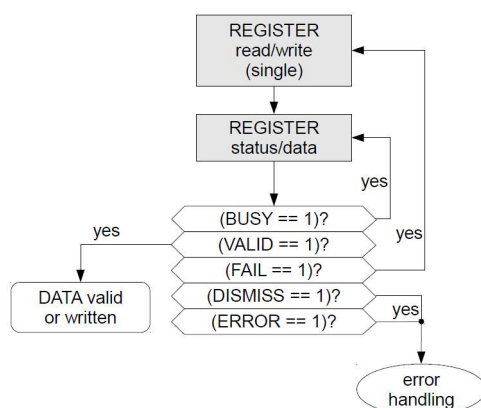 REGISTER
read/write
(single)
REGISTER
status/data
yes
(BUSY == 1)?
yes
(VALID == 1)?
yes
(FAIL == 1)?
DATA valid
or written
(DISMISS == 1)?
yes
(ERROR == 1)?
error
handling